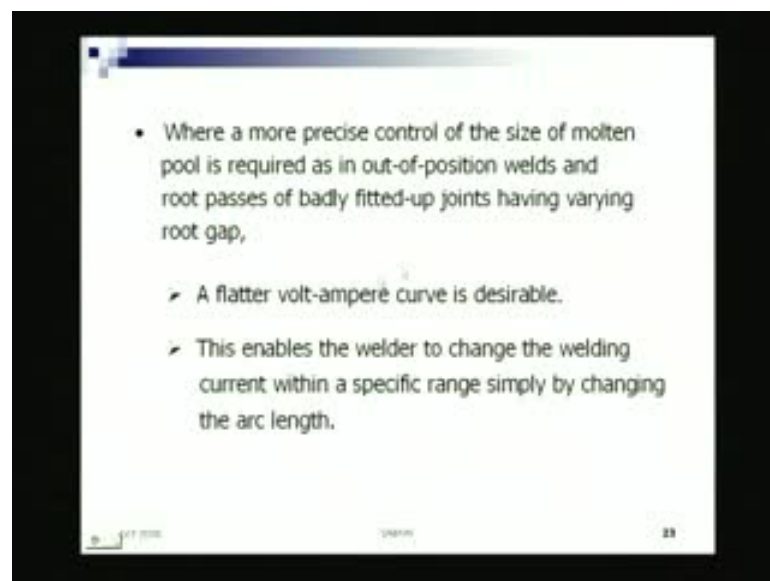 • Where a more precise control of the size of molten
pool is required as in out-of-position welds and
root passes of badly fitted-up joints having varying
root gap,
➢ A flatter volt-ampere curve is desirable.
➢ This enables the welder to change the welding
current within a specific range simply by changing
the arc length.
23